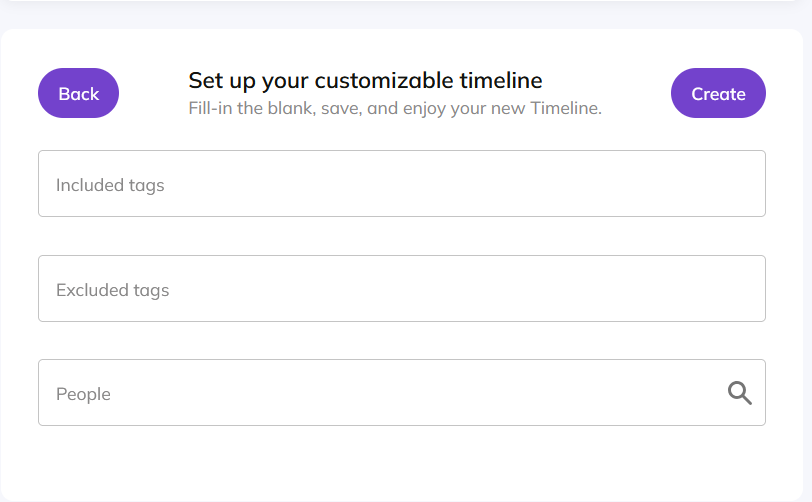 Back
Set up your customizable timeline
Fill-in the blank, save, and enjoy your new Timeline.
Create
Included tags
Excluded tags
People